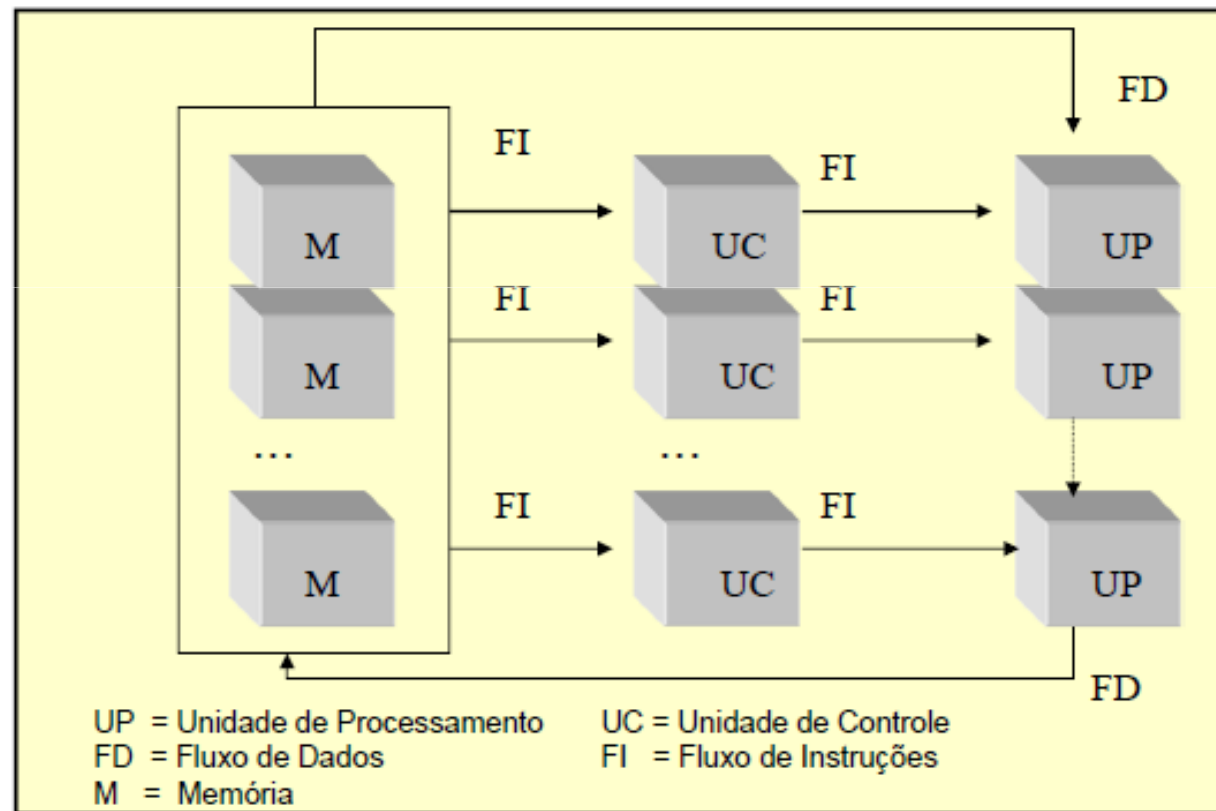 FD
FI FI
M UC UP
FI FI
M UC UP
... ...
FI FI
M UC UP
FD
UP = Unidade de Processamento UC = Unidade de Controle
FD = Fluxo de Dados FI = Fluxo de Instruções
M = Memória